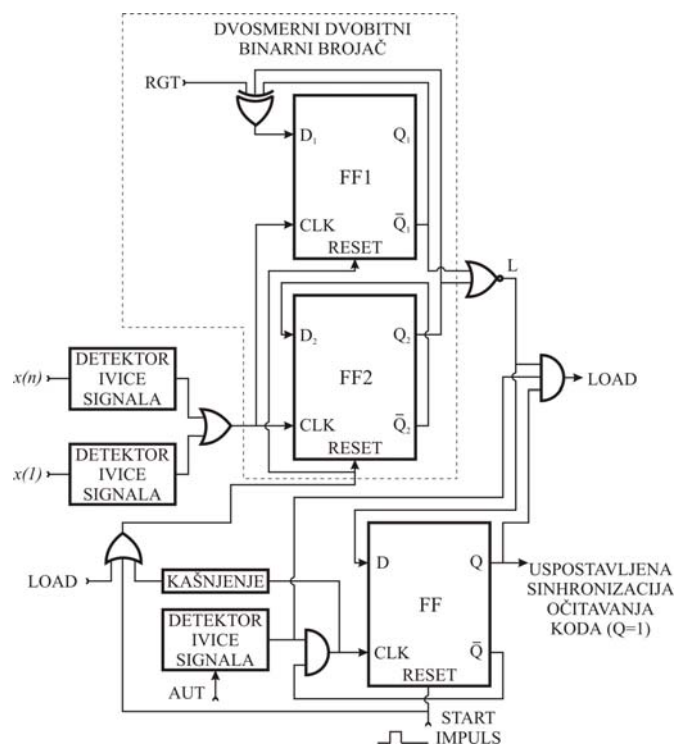 DVOSMERNI DVOBITNI
BINARNI BROJAČ
RGT
D1
Q1
FF1
CLK
Q̅1
RESET
L
D2
Q2
FF2
CLK
Q̅2
RESET
x(n)
DETEKTOR
IVICE
SIGNALA
x(1)
DETEKTOR
IVICE
SIGNALA
LOAD
LOAD
KAŠNJENJE
DETEKTOR
IVICE
SIGNALA
AUT
D
Q
FF
CLK
Q̅
RESET
USPOSTAVLJENA
SINHRONIZACIJA
OČITAVANJA
KODA (Q=1)
START
IMPULS